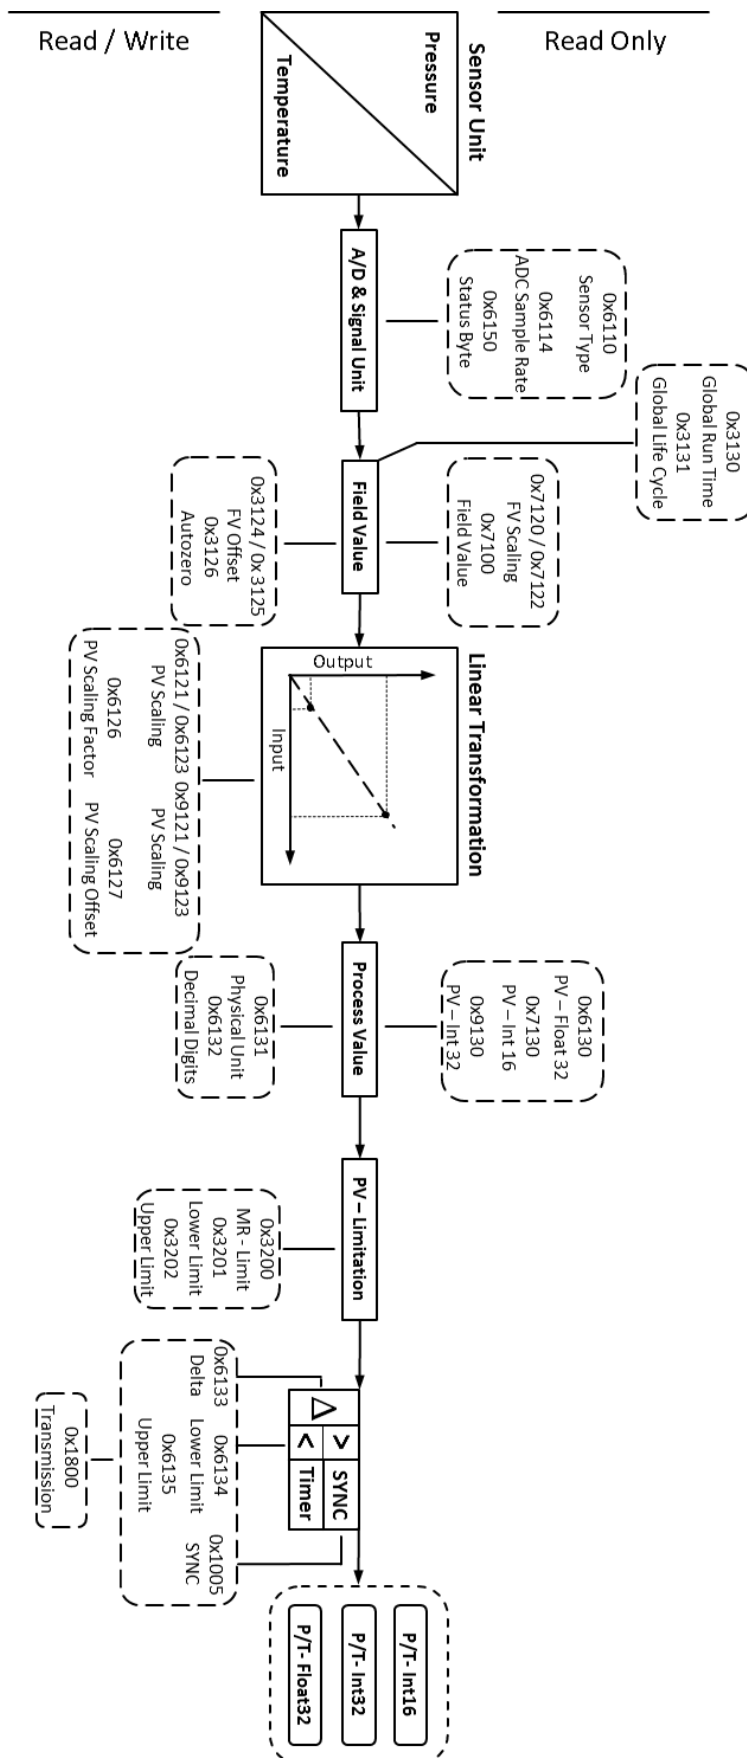 Read / Write
Read Only
Sensor Unit
Pressure
Temperature
A/D & Signal Unit
0x6110
Sensor Type
0x6114
ADC Sample Rate
0x6150
Status Byte
0x3130
Global Run Time
0x3131
Global Life Cycle
Field Value
0x7120 / 0x7122
FV Scaling
0x7100
Field Value
0x3124 / 0x 3125
FV Offset
0x3126
Autozero
Linear Transformation
Output
Input
0x6121 / 0x6123 0x9121 / 0x9123
PV Scaling PV Scaling
0x6126 0x6127
PV Scaling Factor PV Scaling Offset
Process Value
0x6130
PV – Float 32
0x7130
PV – Int 16
0x9130
PV – Int 32
0x6131
Physical Unit
0x6132
Decimal Digits
PV – Limitation
0x3200
MR - Limit
0x3201
Lower Limit
0x3202
Upper Limit
Δ
>
<
SYNC
Timer
0x6133 0x6134 0x1005
Delta Lower Limit SYNC
0x6135
Upper Limit
0x1800
Transmission
P/T- Int16
P/T- Int32
P/T- Float32